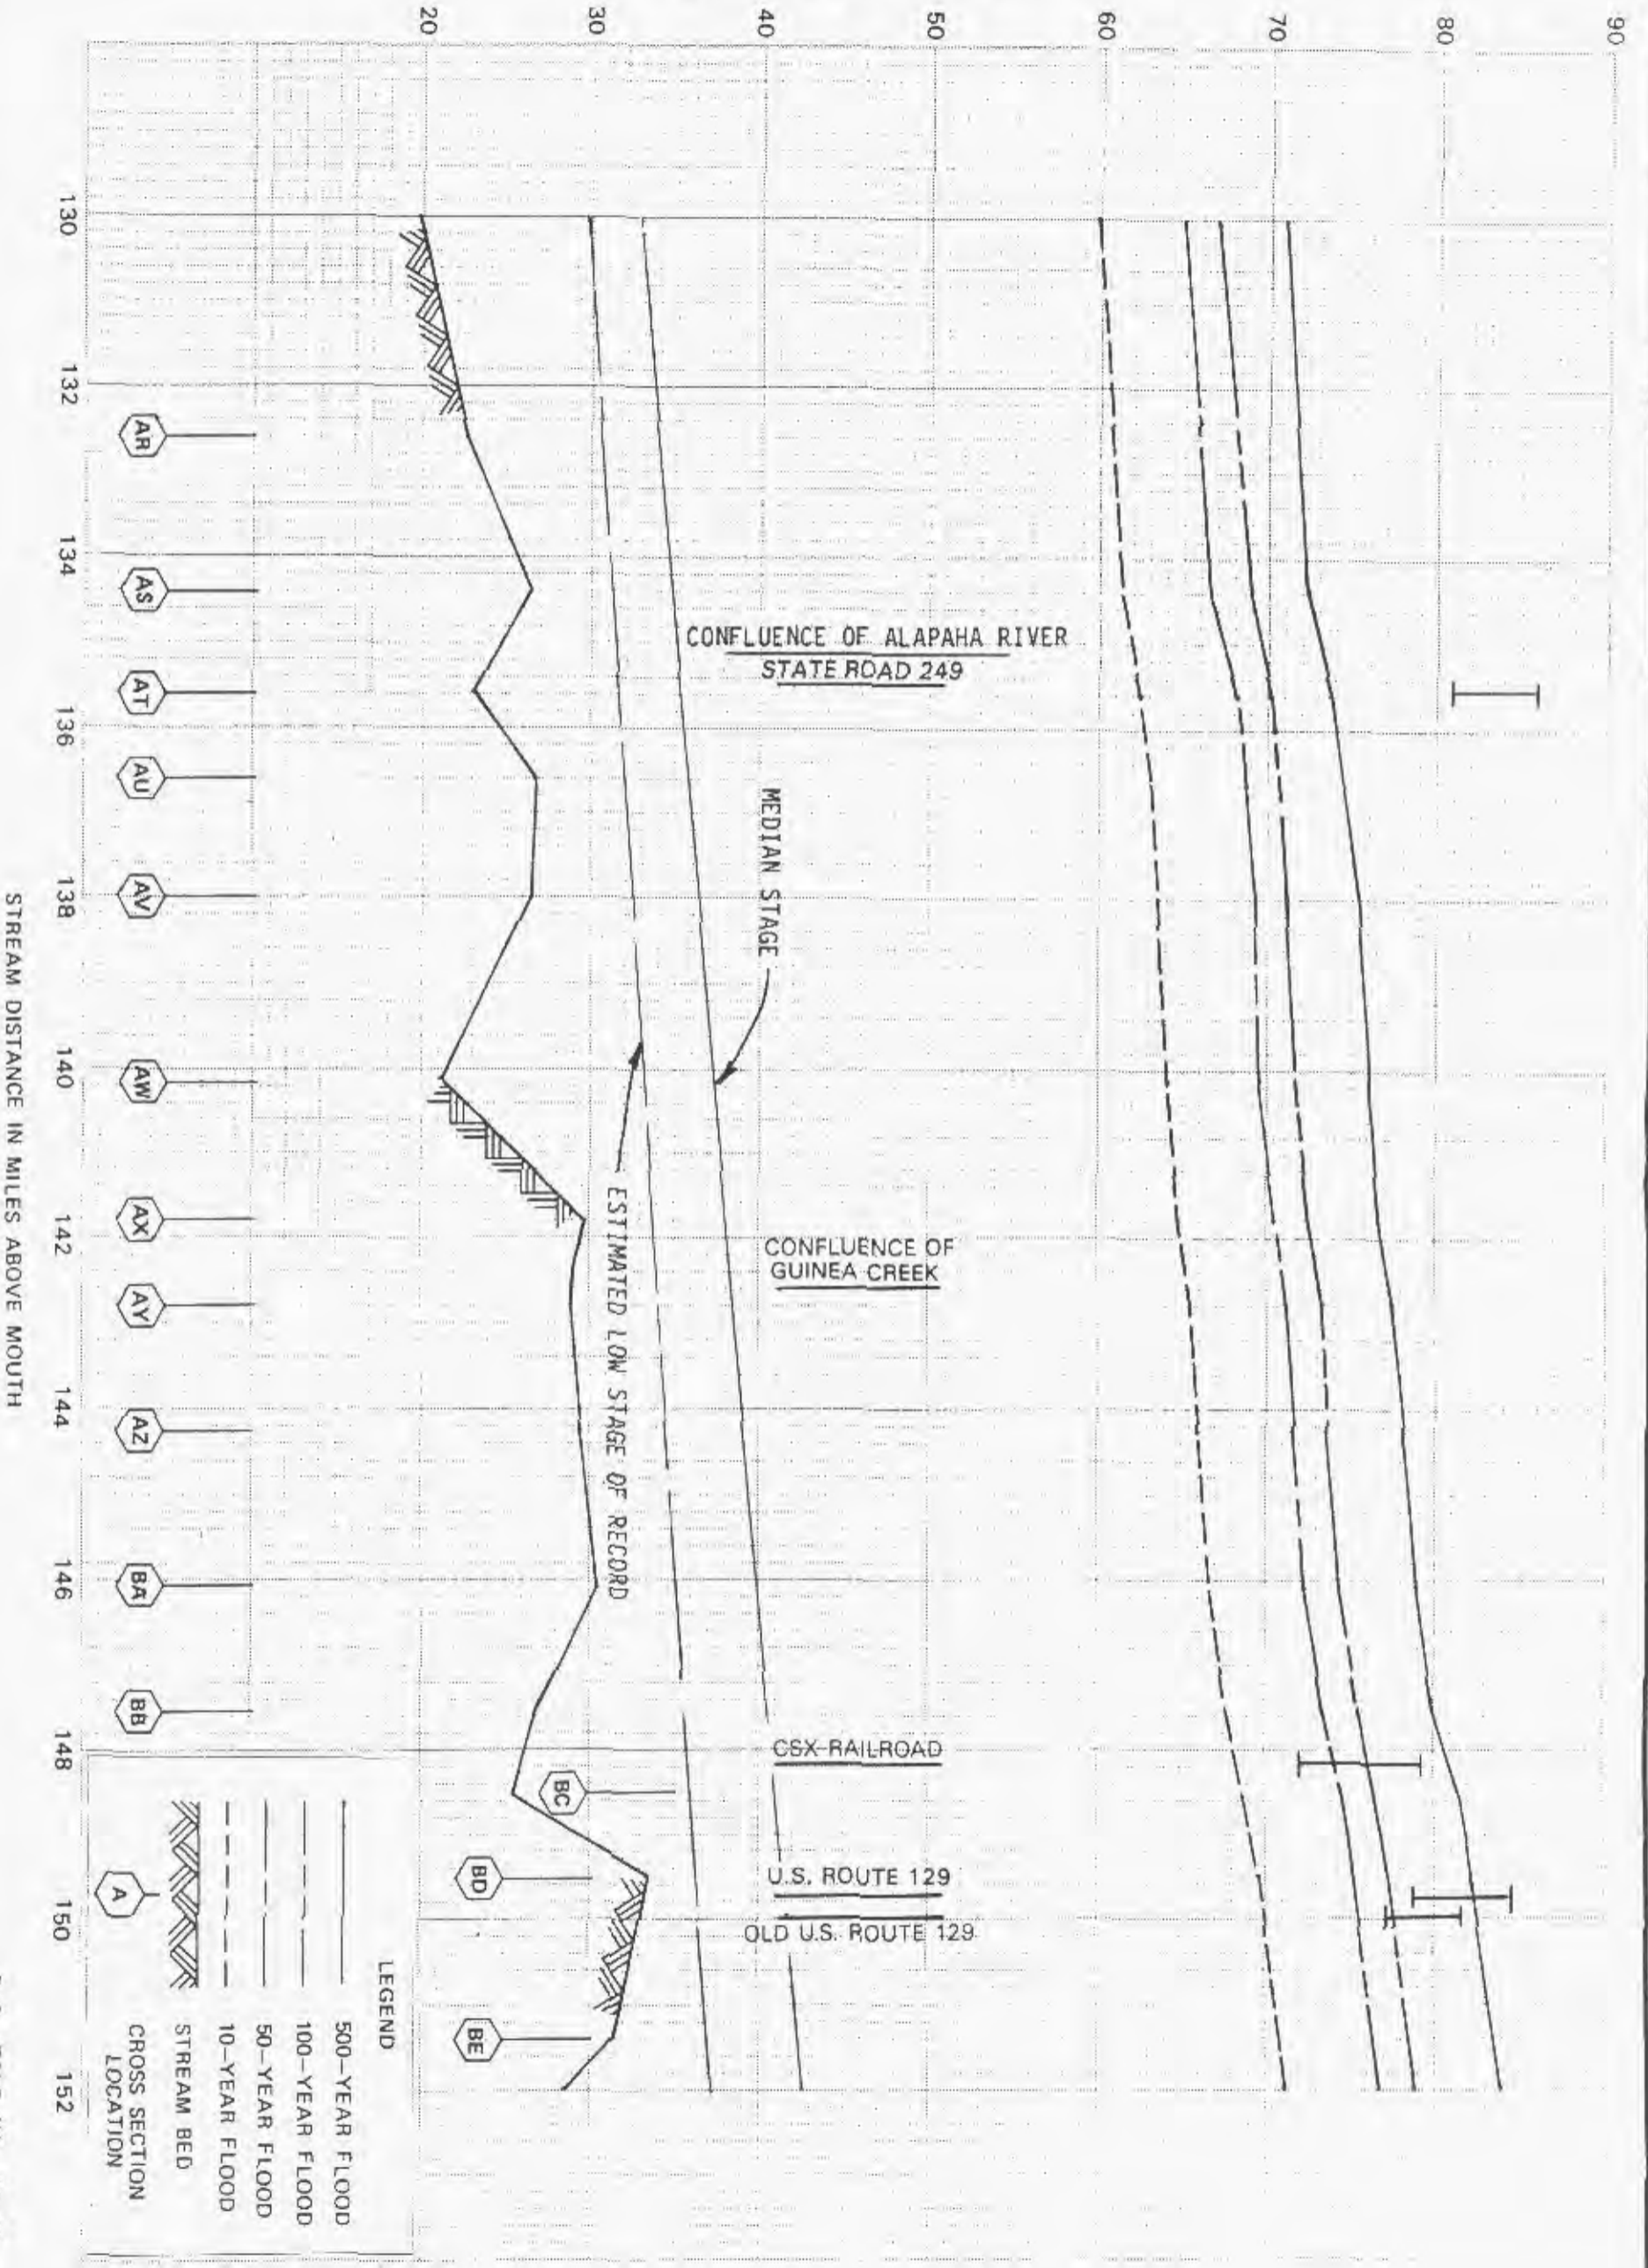 90
80
70
60
50
40
30
20
CONFLUENCE OF ALAPAHA RIVER
STATE ROAD 249
MEDIAN STAGE
ESTIMATED LOW STAGE OF RECORD
CONFLUENCE OF
GUINEA CREEK
CSX RAILROAD
U.S. ROUTE 129
OLD U.S. ROUTE 129
AR
AS
AT
AU
AV
AW
AX
AY
AZ
BA
BB
BC
BD
BE
130
132
134
136
138
140
142
144
146
148
150
152
STREAM DISTANCE IN MILES ABOVE MOUTH
LEGEND
500-YEAR FLOOD
100-YEAR FLOOD
50-YEAR FLOOD
10-YEAR FLOOD
STREAM BED
A
CROSS SECTION
LOCATION